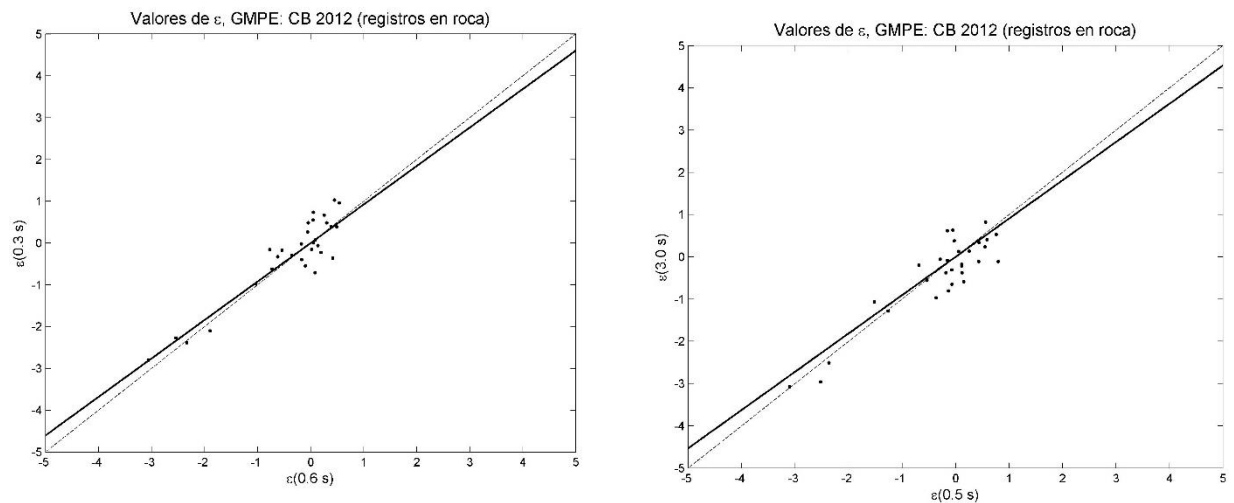 Valores de ε, GMPE: CB 2012 (registros en roca)
5
4
3
2
1
0
-1
-2
-3
-4
-5
ε(0.3 s)
-5 -4 -3 -2 -1 0 1 2 3 4 5
ε(0.6 s)
Valores de ε, GMPE: CB 2012 (registros en roca)
5
4
3
2
1
0
-1
-2
-3
-4
-5
ε(3.0 s)
-5 -4 -3 -2 -1 0 1 2 3 4 5
ε(0.5 s)